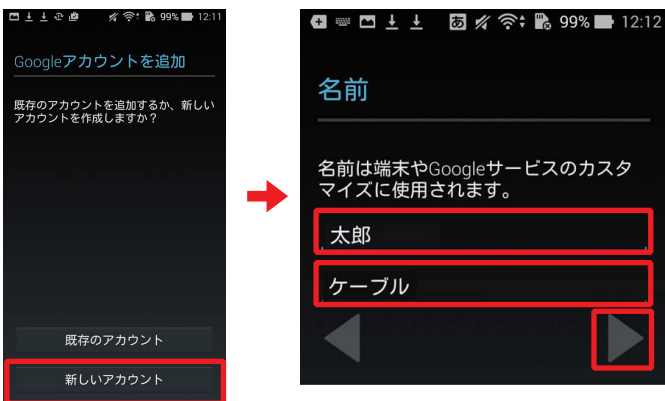 99% 12:11
Googleアカウントを追加
既存のアカウントを追加するか、新しい
アカウントを作成しますか？
既存のアカウント
新しいアカウント
あ 99% 12:12
名前
名前は端末やGoogleサービスのカスタ
マイズに使用されます。
太郎
ケーブル